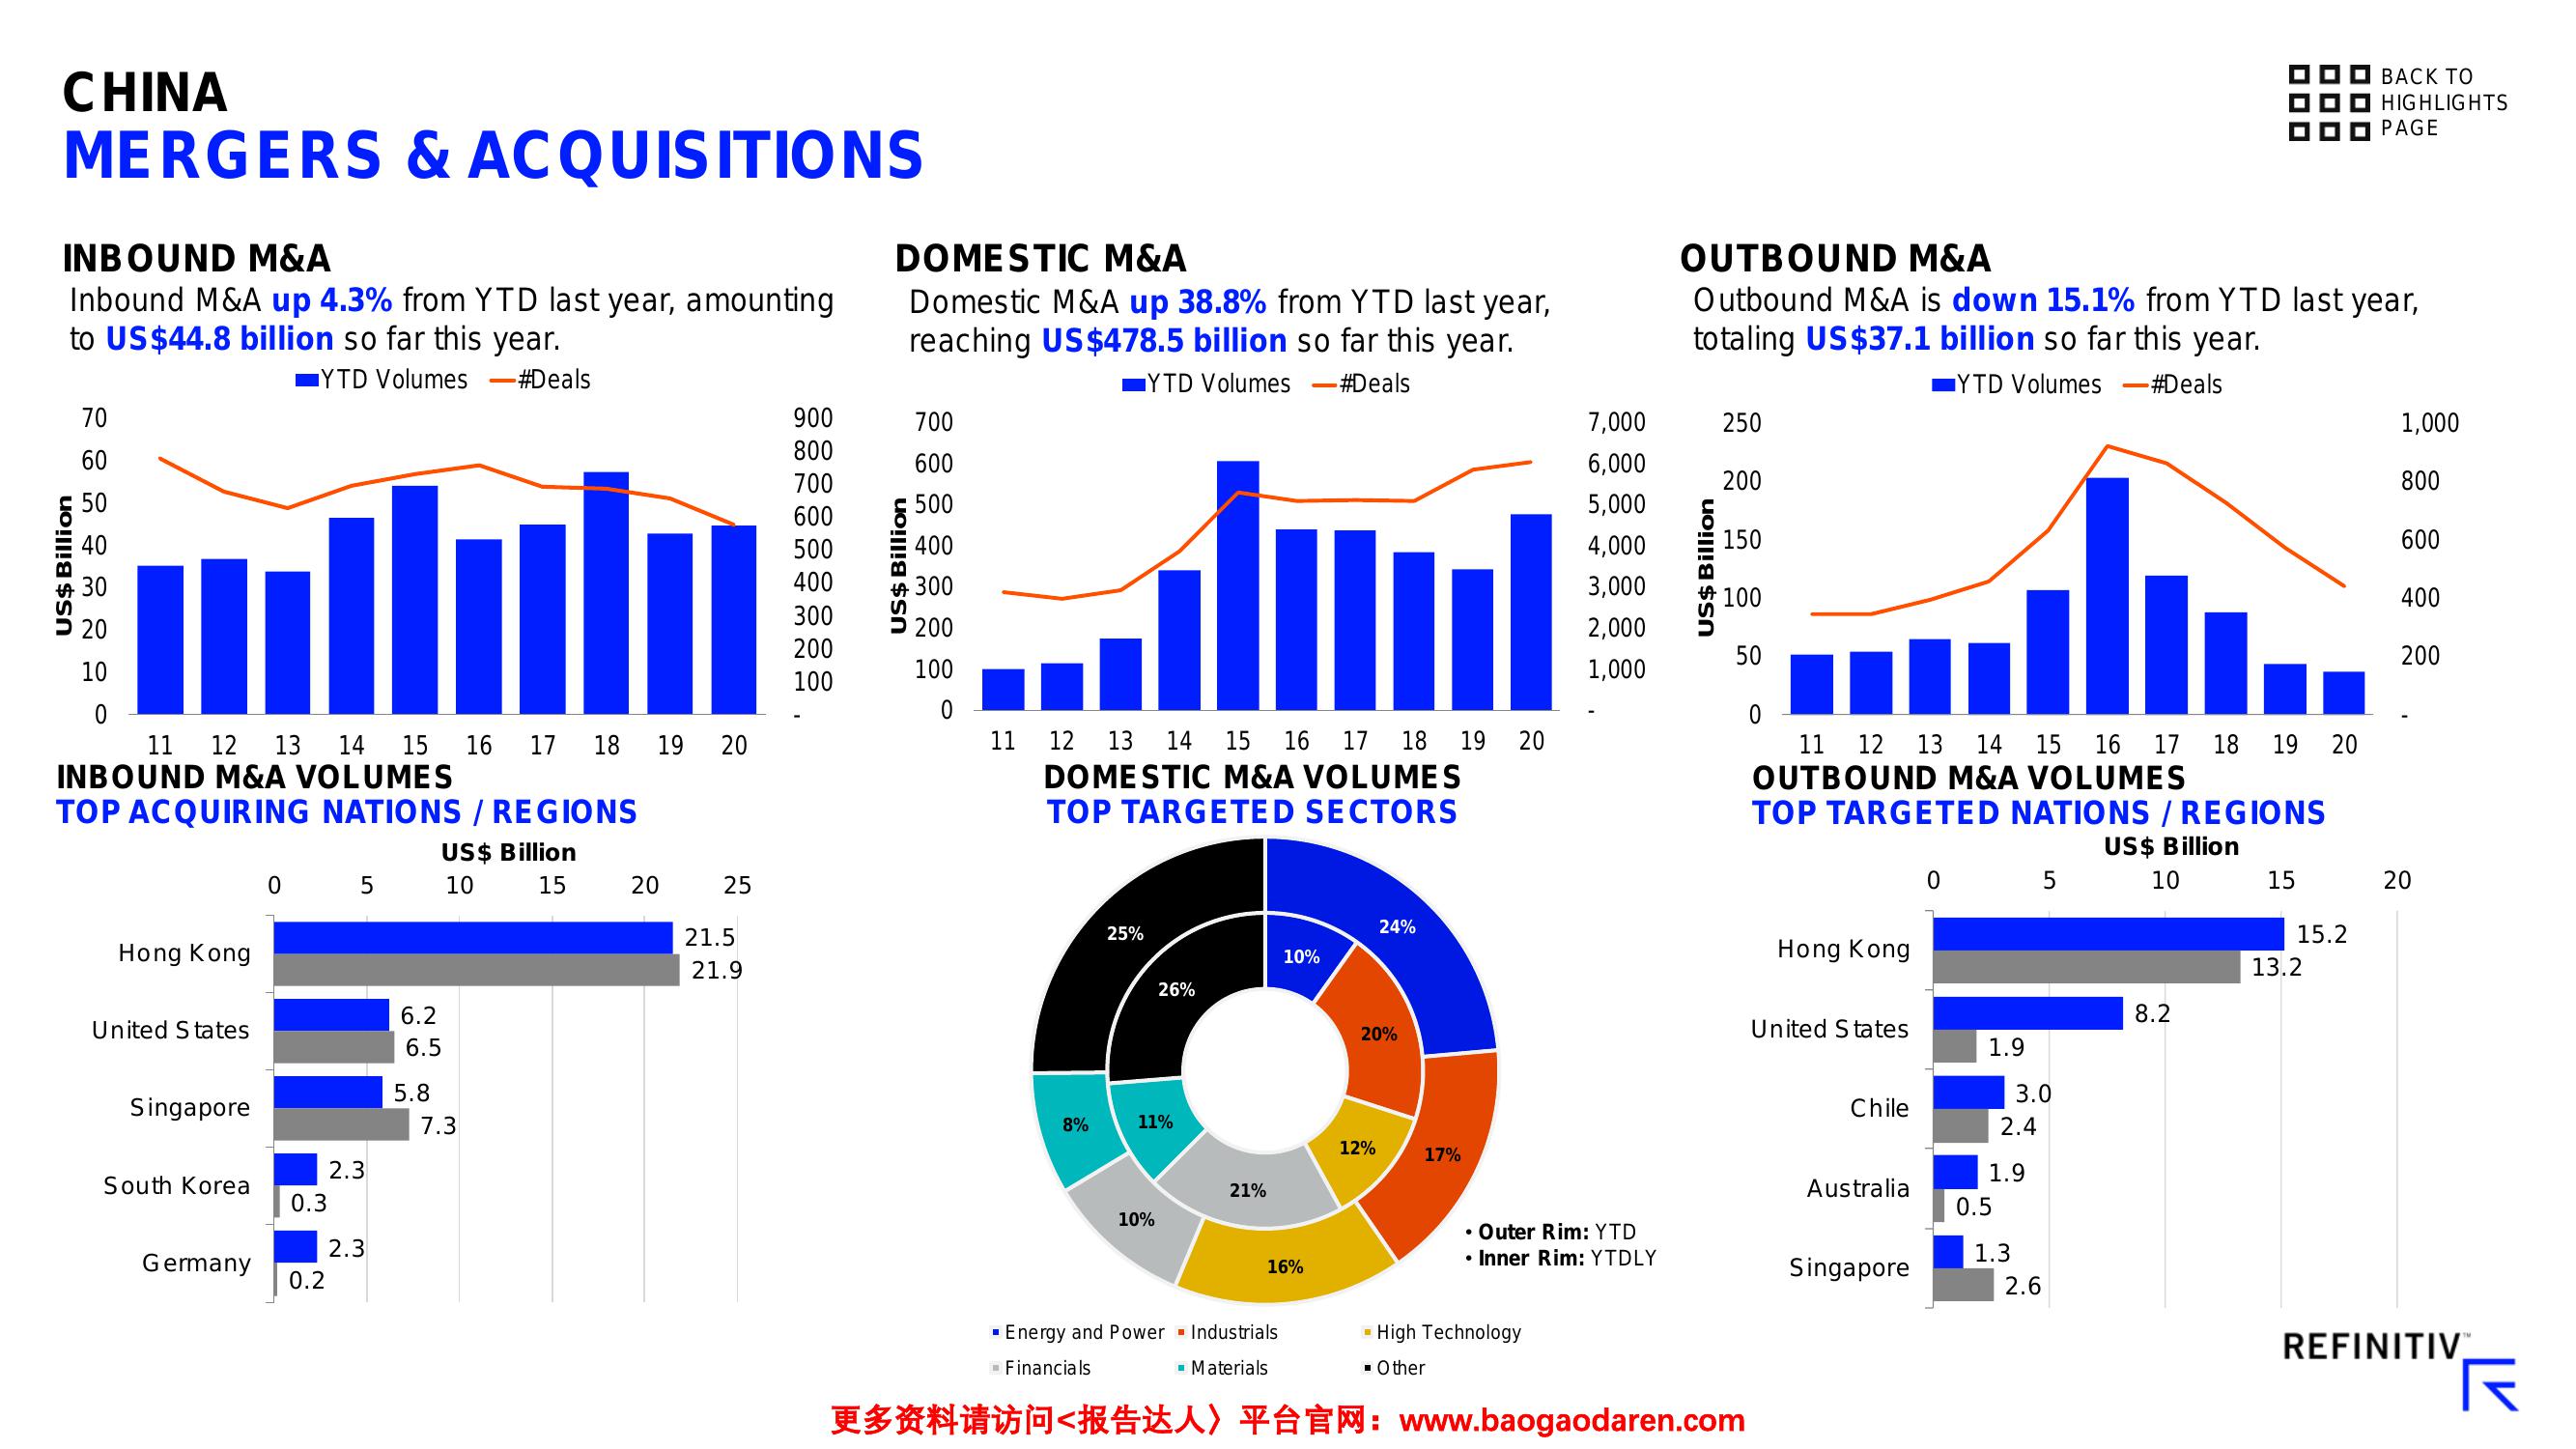 CHINA
MERGERS & ACQUISITIONS
BACK TO
HIGHLIGHTS
PAGE
INBOUND M&A
Inbound M&A up 4.3% from YTD last year, amounting
to US$44.8 billion so far this year.
YTD Volumes #Deals
US$ Billion
70
60
50
40
30
20
10
0
900
800
700
600
500
400
300
200
100
-
11 12 13 14 15 16 17 18 19 20
DOMESTIC M&A
Domestic M&A up 38.8% from YTD last year,
reaching US$478.5 billion so far this year.
YTD Volumes #Deals
US$ Billion
700
600
500
400
300
200
100
0
7,000
6,000
5,000
4,000
3,000
2,000
1,000
-
11 12 13 14 15 16 17 18 19 20
OUTBOUND M&A
Outbound M&A is down 15.1% from YTD last year,
totaling US$37.1 billion so far this year.
YTD Volumes #Deals
US$ Billion
250
200
150
100
50
0
1,000
800
600
400
200
-
11 12 13 14 15 16 17 18 19 20
INBOUND M&A VOLUMES
TOP ACQUIRING NATIONS / REGIONS
US$ Billion
0 5 10 15 20 25
Hong Kong
21.5
21.9
United States
6.2
6.5
Singapore
5.8
7.3
South Korea
2.3
0.3
Germany
2.3
0.2
DOMESTIC M&A VOLUMES
TOP TARGETED SECTORS
24%
17%
16%
10%
8%
25%
10%
20%
12%
21%
11%
26%
• Outer Rim: YTD
• Inner Rim: YTDLY
Energy and Power Industrials High Technology
Financials Materials Other
OUTBOUND M&A VOLUMES
TOP TARGETED NATIONS / REGIONS
US$ Billion
0 5 10 15 20
Hong Kong
15.2
13.2
United States
8.2
1.9
Chile
3.0
2.4
Australia
1.9
0.5
Singapore
1.3
2.6
REFINITIV™
更多资料请访问<报告达人〉平台官网：www.baogaodaren.com